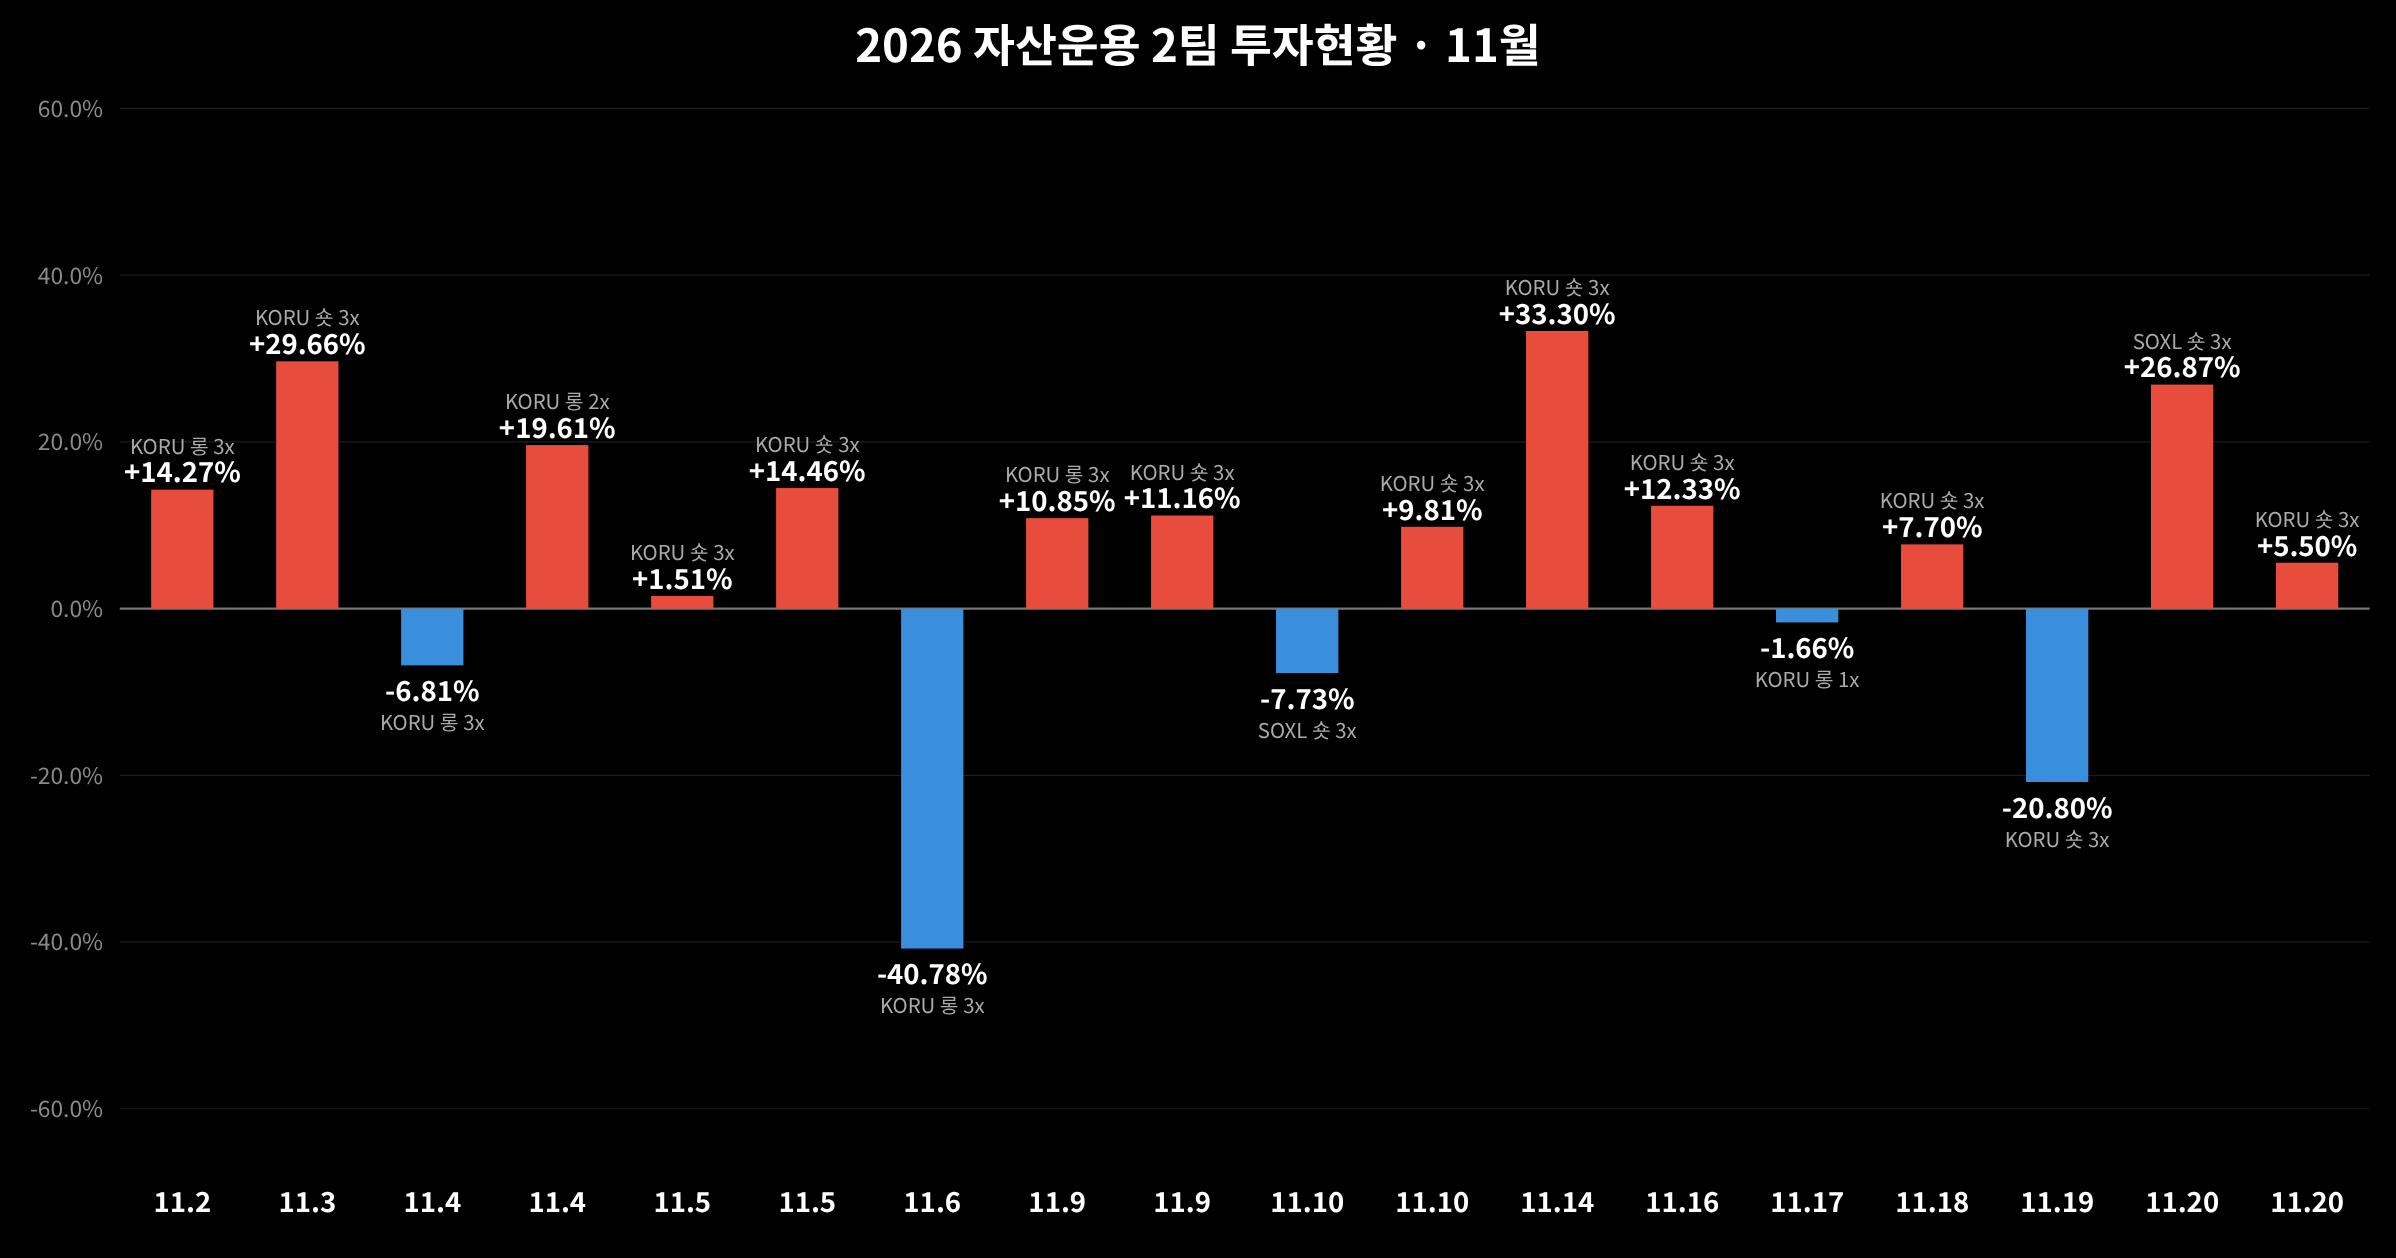 2026 자산운용 2팀 투자현황 · 11월
60.0%
40.0%
20.0%
0.0%
-20.0%
-40.0%
-60.0%
KORU 롱 3x
+14.27%
KORU 숏 3x
+29.66%
-6.81%
KORU 롱 3x
KORU 롱 2x
+19.61%
KORU 숏 3x
+1.51%
KORU 숏 3x
+14.46%
-40.78%
KORU 롱 3x
KORU 롱 3x
+10.85%
KORU 숏 3x
+11.16%
-7.73%
SOXL 숏 3x
KORU 숏 3x
+9.81%
KORU 숏 3x
+33.30%
KORU 숏 3x
+12.33%
-1.66%
KORU 롱 1x
KORU 숏 3x
+7.70%
-20.80%
KORU 숏 3x
SOXL 숏 3x
+26.87%
KORU 숏 3x
+5.50%
11.2 11.3 11.4 11.4 11.5 11.5 11.6 11.9 11.9 11.10 11.10 11.14 11.16 11.17 11.18 11.19 11.20 11.20